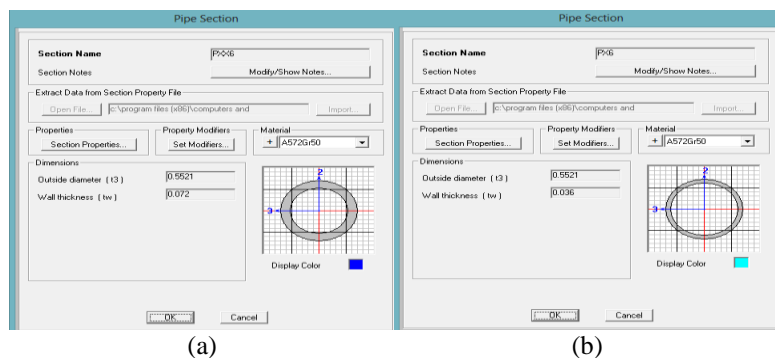 Pipe Section
Section Name PXX6
Section Notes Modify/Show Notes...
Extract Data from Section Property File
Open File... c:\program files (x86)\computers and Import...
Properties Property Modifiers Material
Section Properties... Set Modifiers... + A572Gr50
Dimensions
Outside diameter ( t3 ) 0.5521
Wall thickness ( tw ) 0.072
2
3
Display Color
OK Cancel
(a)
Pipe Section
Section Name PX6
Section Notes Modify/Show Notes...
Extract Data from Section Property File
Open File... c:\program files (x86)\computers and Import...
Properties Property Modifiers Material
Section Properties... Set Modifiers... + A572Gr50
Dimensions
Outside diameter ( t3 ) 0.5521
Wall thickness ( tw ) 0.036
2
3
Display Color
OK Cancel
(b)